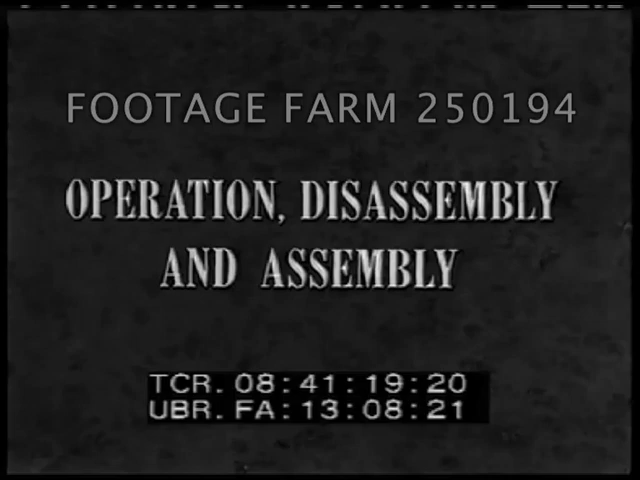 FOOTAGE FARM 250194
OPERATION, DISASSEMBLY
AND ASSEMBLY
TCR. 08:41:19:20
UBR. FA:13:08:21